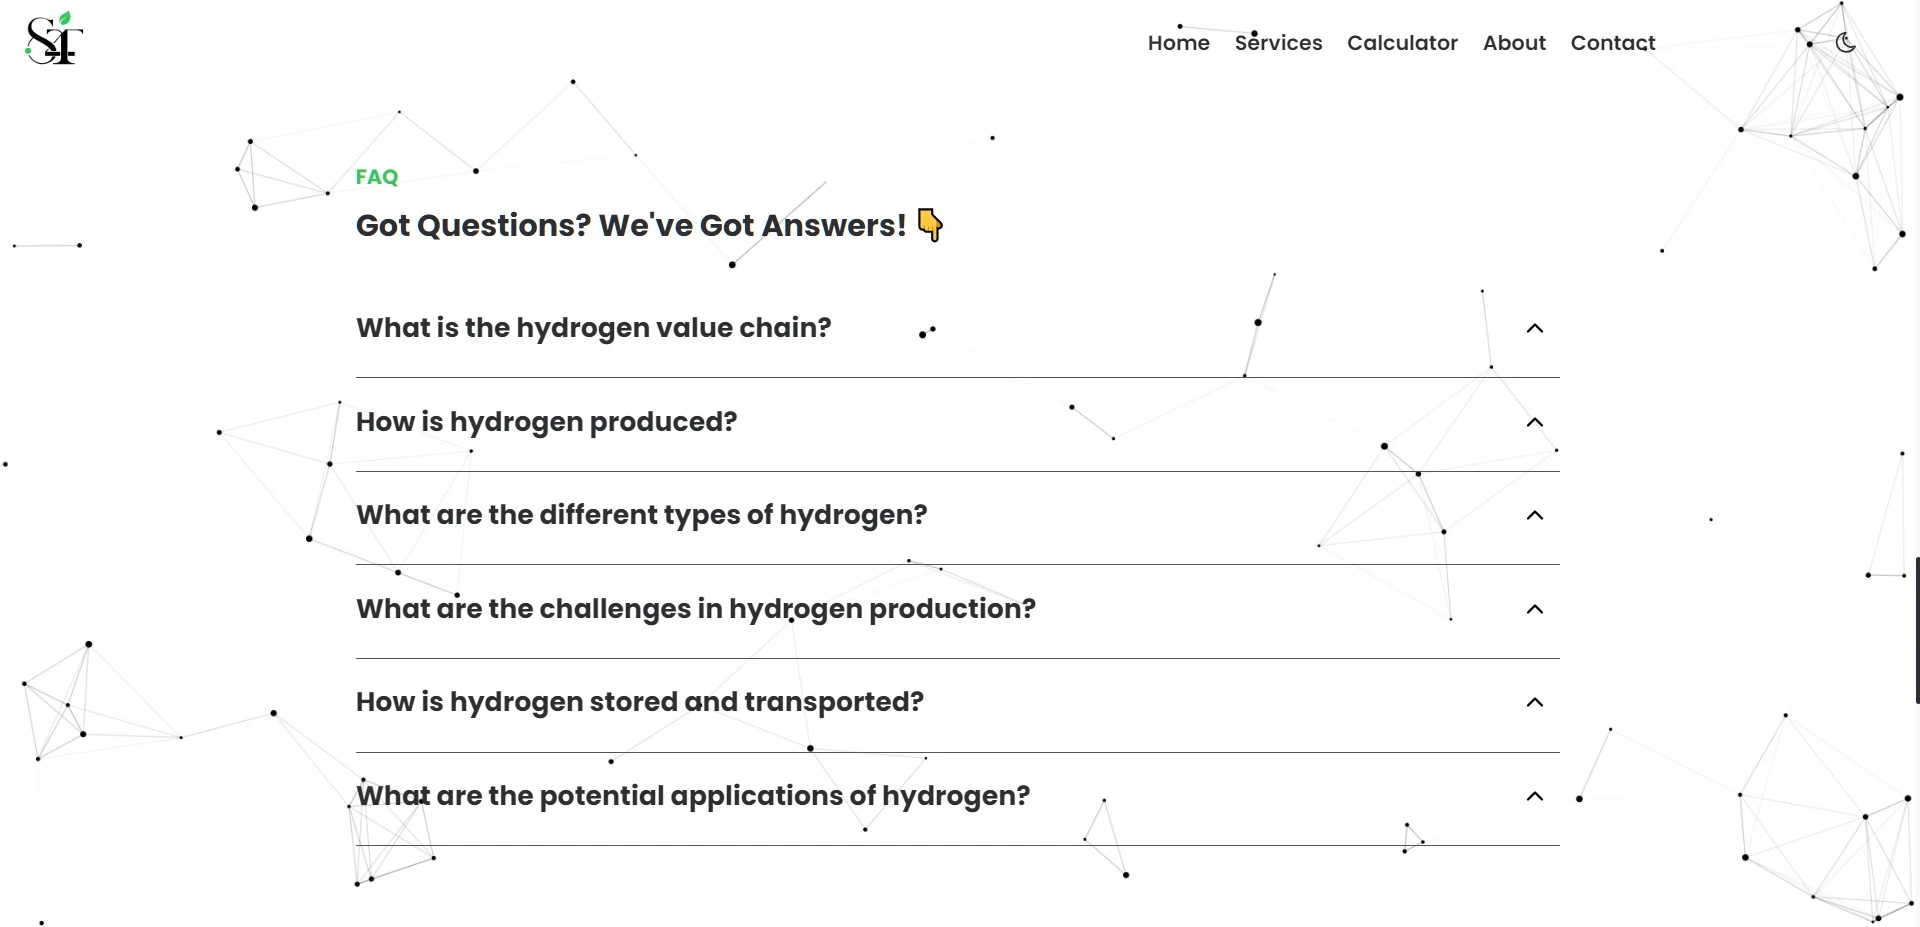 ST
Home Services Calculator About Contact
FAQ
Got Questions? We've Got Answers! 👇
What is the hydrogen value chain?
How is hydrogen produced?
What are the different types of hydrogen?
What are the challenges in hydrogen production?
How is hydrogen stored and transported?
What are the potential applications of hydrogen?